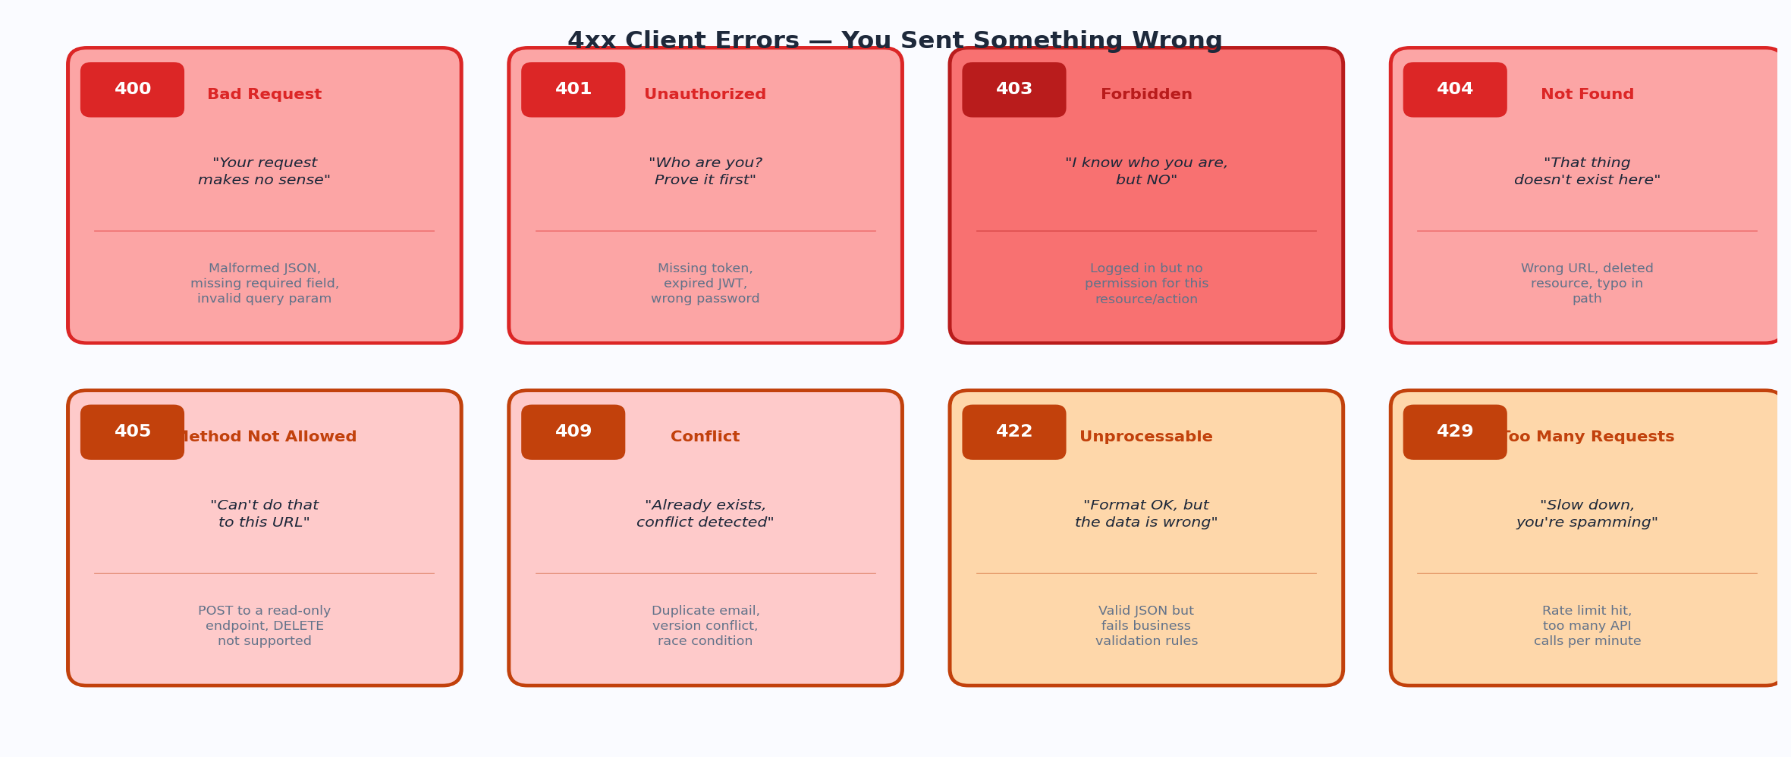 4xx Client Errors — You Sent Something Wrong
400
Bad Request
"Your request
makes no sense"
Malformed JSON,
missing required field,
invalid query param
401
Unauthorized
"Who are you?
Prove it first"
Missing token,
expired JWT,
wrong password
403
Forbidden
"I know who you are,
but NO"
Logged in but no
permission for this
resource/action
404
Not Found
"That thing
doesn't exist here"
Wrong URL, deleted
resource, typo in
path
405
Method Not Allowed
"Can't do that
to this URL"
POST to a read-only
endpoint, DELETE
not supported
409
Conflict
"Already exists,
conflict detected"
Duplicate email,
version conflict,
race condition
422
Unprocessable
"Format OK, but
the data is wrong"
Valid JSON but
fails business
validation rules
429
Too Many Requests
"Slow down,
you're spamming"
Rate limit hit,
too many API
calls per minute